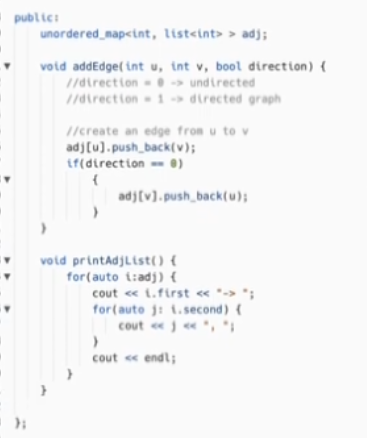 public:
unordered_map<int, list<int> > adj;
void addEdge(int u, int v, bool direction) {
//direction = 0 -> undirected
//direction = 1 -> directed graph
//create an edge from u to v
adj[u].push_back(v);
if(direction == 0)
{
adj[v].push_back(u);
}
}
void printAdjList() {
for(auto i:adj) {
cout << i.first << "-> ";
for(auto j: i.second) {
cout << j << ", ";
}
cout << endl;
}
}
};